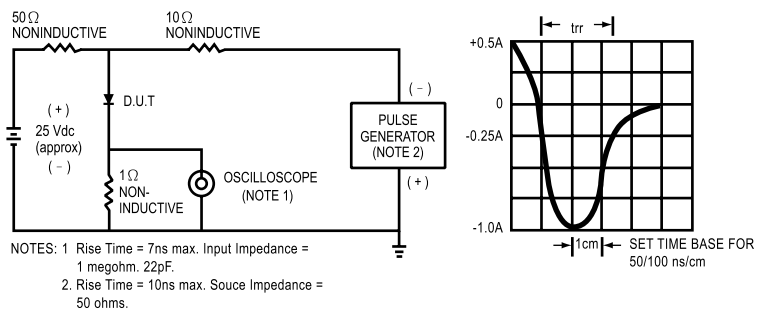 50Ω
NONINDUCTIVE
10Ω
NONINDUCTIVE
trr
+0.5A
0
-0.25A
-1.0A
(+)
25 Vdc
(approx)
(−)
D.U.T
(−)
PULSE
GENERATOR
(NOTE 2)
(+)
1Ω
NON-
INDUCTIVE
OSCILLOSCOPE
(NOTE 1)
1cm
SET TIME BASE FOR
50/100 ns/cm
NOTES: 1 Rise Time = 7ns max. Input Impedance =
1 megohm. 22pF.
2. Rise Time = 10ns max. Souce Impedance =
50 ohms.